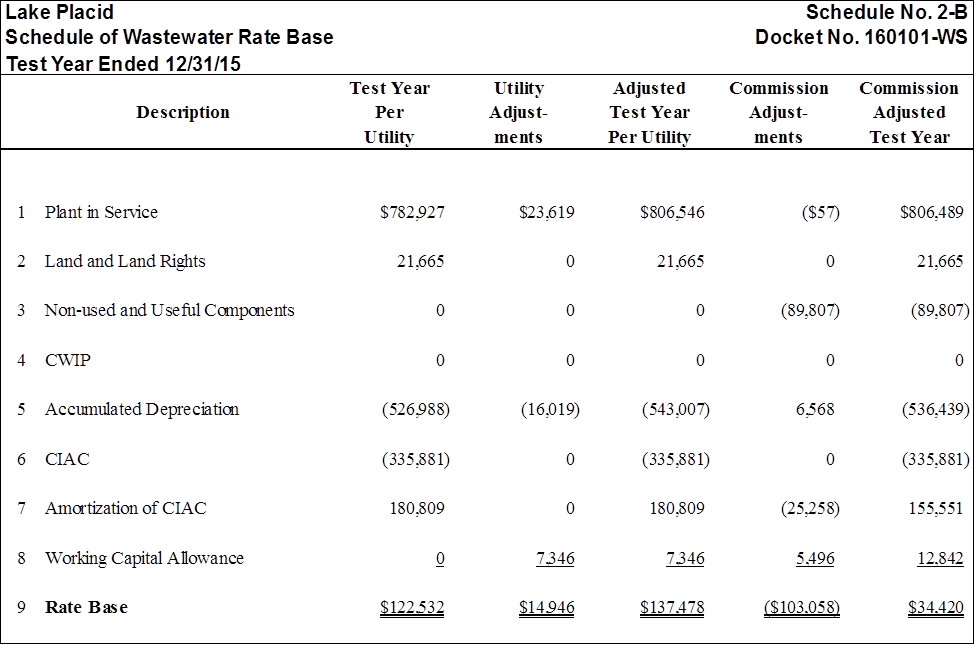 Lake Placid Schedule No. 2-B
Schedule of Wastewater Rate Base Docket No. 160101-WS
Test Year Ended 12/31/15
Test Year Utility Adjusted Commission Commission
Description Per Adjust- Test Year Adjust- Adjusted
Utility ments Per Utility ments Test Year
1 Plant in Service $782,927 $23,619 $806,546 ($57) $806,489
2 Land and Land Rights 21,665 0 21,665 0 21,665
3 Non-used and Useful Components 0 0 0 (89,807) (89,807)
4 CWIP 0 0 0 0 0
5 Accumulated Depreciation (526,988) (16,019) (543,007) 6,568 (536,439)
6 CIAC (335,881) 0 (335,881) 0 (335,881)
7 Amortization of CIAC 180,809 0 180,809 (25,258) 155,551
8 Working Capital Allowance 0 7,346 7,346 5,496 12,842
9 Rate Base $122,532 $14,946 $137,478 ($103,058) $34,420